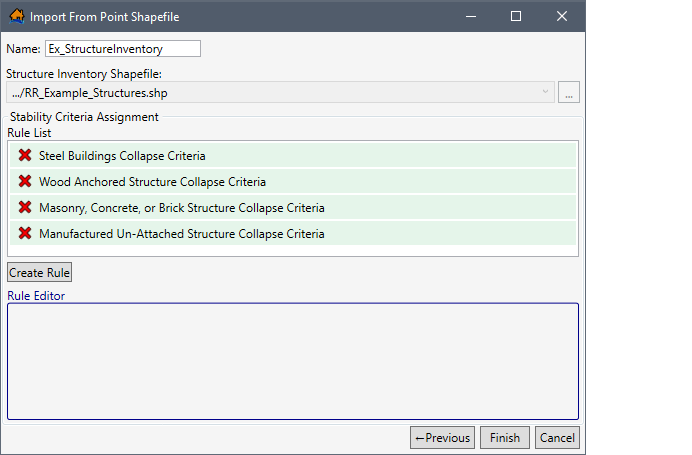 Import From Point Shapefile
Name: Ex_StructureInventory
Structure Inventory Shapefile:
.../RR_Example_Structures.shp
...
Stability Criteria Assignment
Rule List
Steel Buildings Collapse Criteria
Wood Anchored Structure Collapse Criteria
Masonry, Concrete, or Brick Structure Collapse Criteria
Manufactured Un-Attached Structure Collapse Criteria
Create Rule
Rule Editor
←Previous Finish Cancel